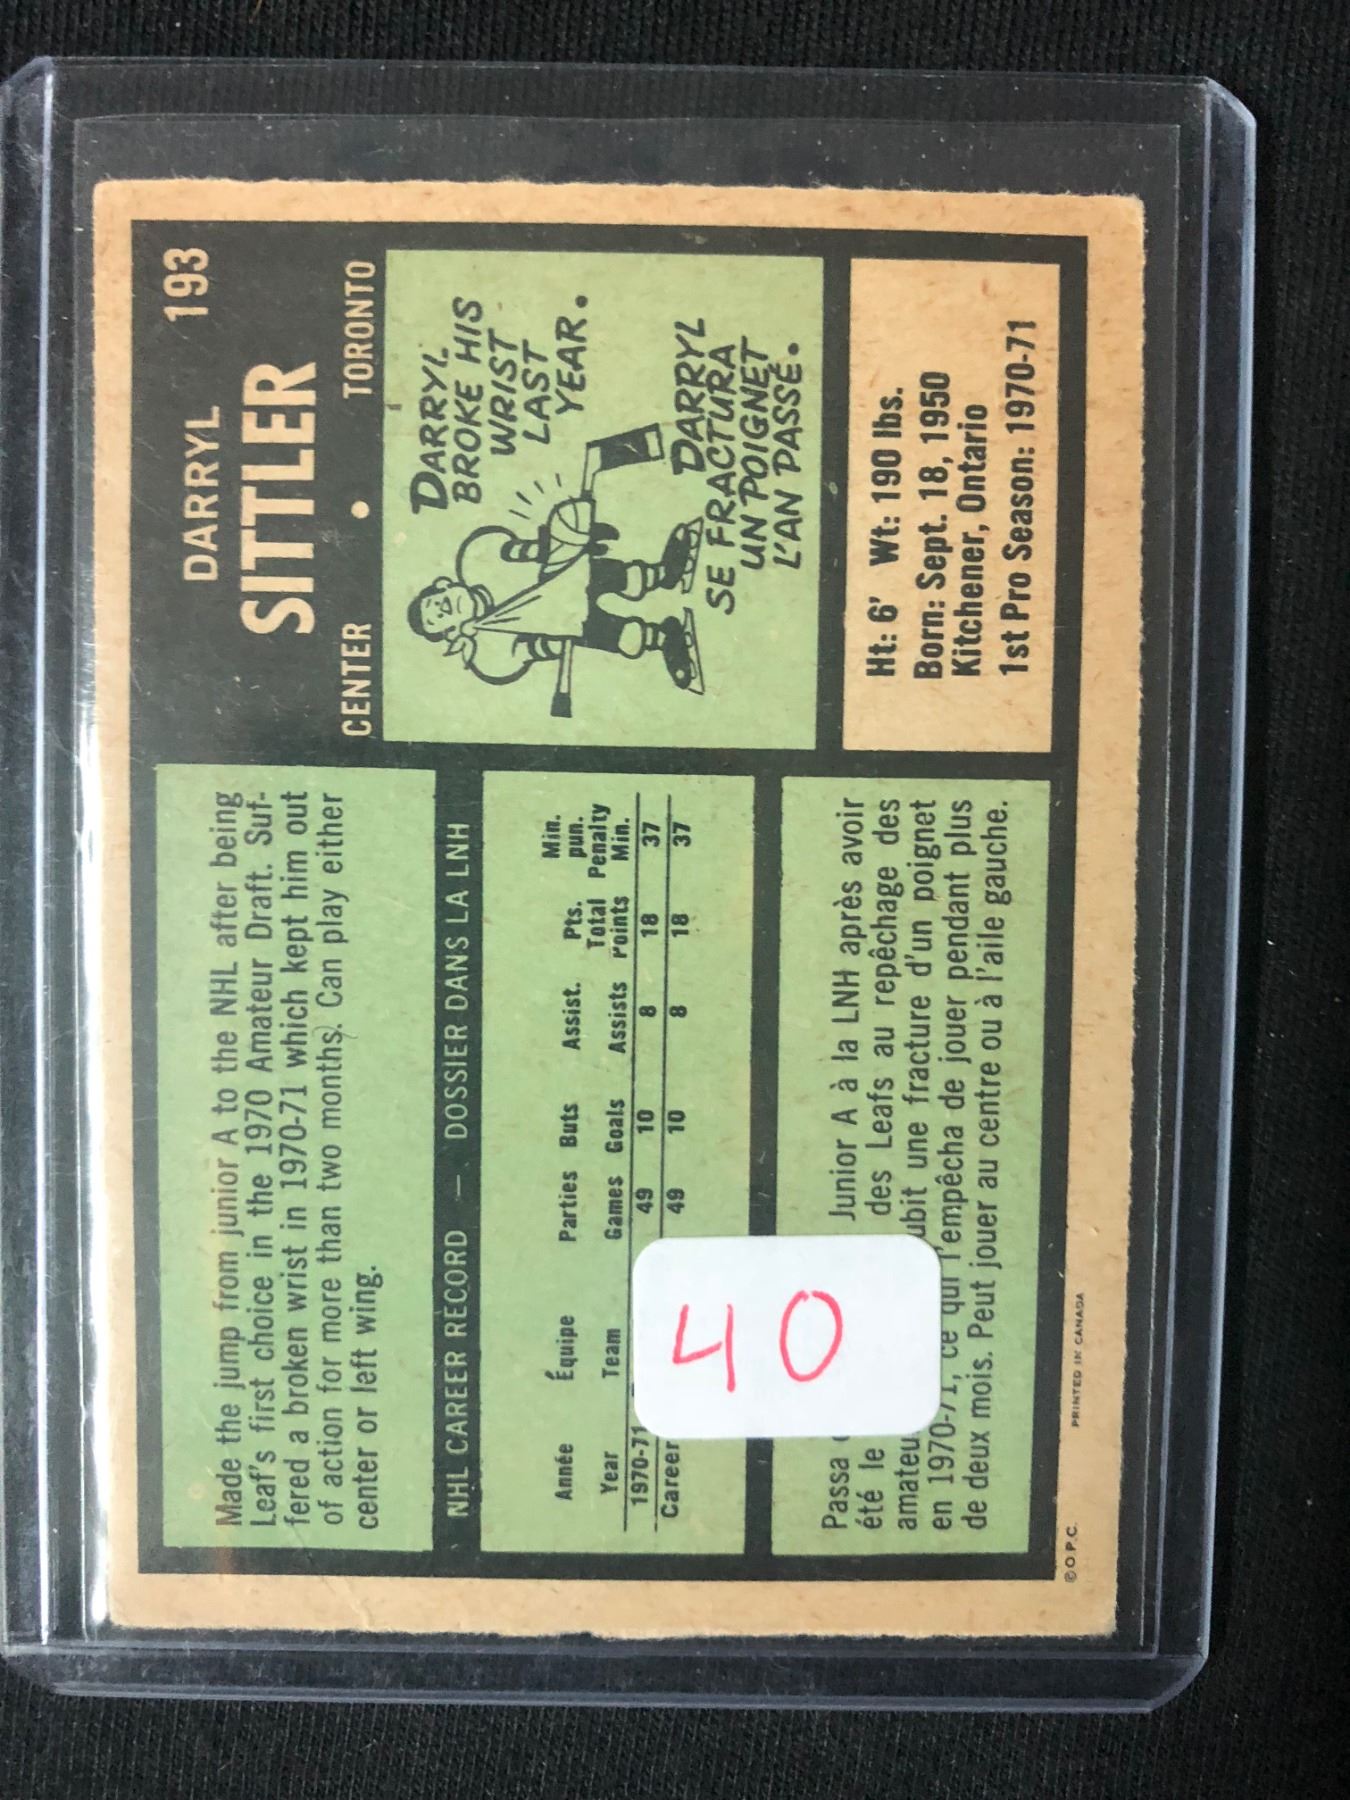 DARRYL 193
SITTLER
CENTER • TORONTO
Made the jump from junior A to the NHL after being
Leaf's first choice in the 1970 Amateur Draft. Suf-
fered a broken wrist in 1970-71 which kept him out
of action for more than two months. Can play either
center or left wing.
DARRYL
BROKE HIS
WRIST
LAST
YEAR.
DARRYL
SE FRACTURA
UN POIGNET
L'AN PASSÉ.
NHL CAREER RECORD — DOSSIER DANS LA LNH
Année Équipe Parties Buts Assist. Pts. Min. pun.
Year Team Games Goals Assists Total Points Penalty Min.
1970-71 49 10 8 18 37
Career 49 10 8 18 37
Ht: 6' Wt: 190 lbs.
Born: Sept. 18, 1950
Kitchener, Ontario
1st Pro Season: 1970-71
Passa Junior A à la LNH après avoir
été le des Leafs au repêchage des
amateu ubit une fracture d'un poignet
en 1970-71, ce qui l'empêcha de jouer pendant plus
de deux mois. Peut jouer au centre ou à l'aile gauche.
40
©O.P.C. PRINTED IN CANADA